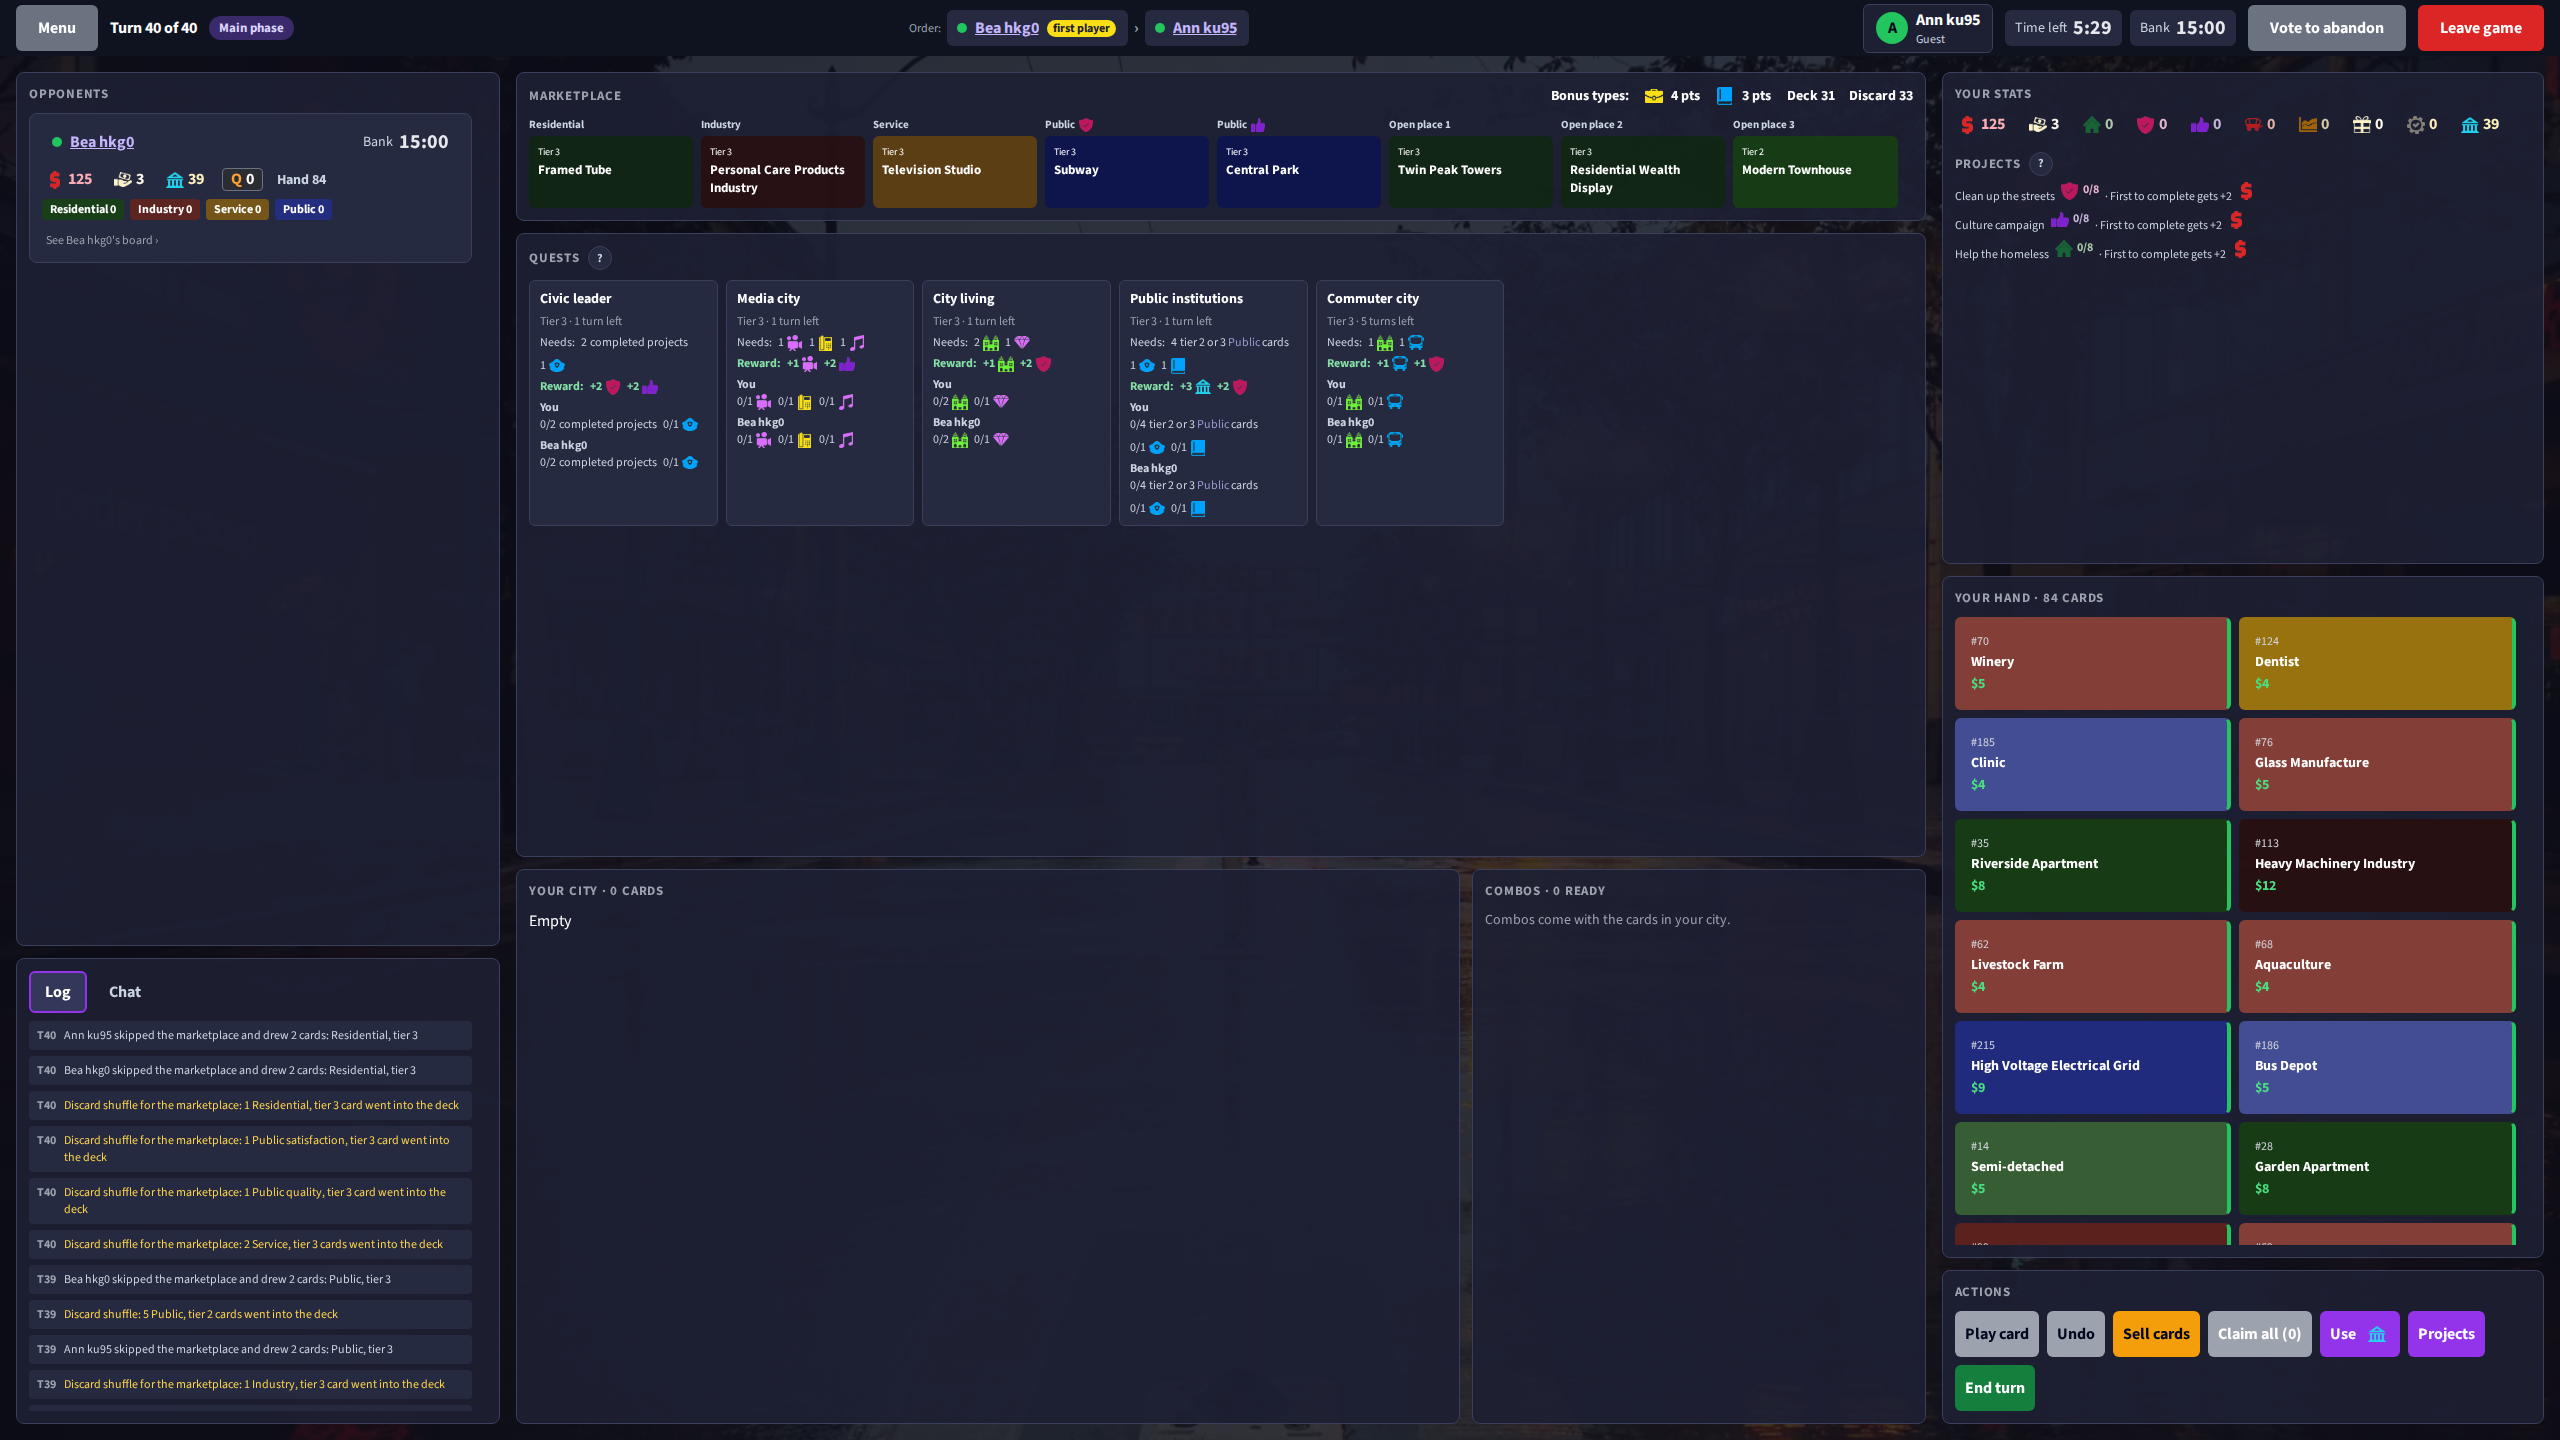 Menu
Turn 40 of 40
Main phase
Order:
Bea hkg0
first player
›
Ann ku95
A
Ann ku95
Guest
Time left 5:29
Bank 15:00
Vote to abandon
Leave game
OPPONENTS
Bea hkg0
Bank 15:00
125
3
39
Q 0
Hand 84
Residential 0
Industry 0
Service 0
Public 0
See Bea hkg0's board ›
MARKETPLACE
Bonus types: 4 pts 3 pts Deck 31 Discard 33
Residential
Tier 3
Framed Tube
Industry
Tier 3
Personal Care Products
Industry
Service
Tier 3
Television Studio
Public
Tier 3
Subway
Public
Tier 3
Central Park
Open place 1
Tier 3
Twin Peak Towers
Open place 2
Tier 3
Residential Wealth
Display
Open place 3
Tier 2
Modern Townhouse
QUESTS ?
Civic leader
Tier 3 · 1 turn left
Needs: 2 completed projects
1
Reward: +2 +2
You
0/2 completed projects 0/1
Bea hkg0
0/2 completed projects 0/1
Media city
Tier 3 · 1 turn left
Needs: 1 1 1
Reward: +1 +2
You
0/1 0/1 0/1
Bea hkg0
0/1 0/1 0/1
City living
Tier 3 · 1 turn left
Needs: 2 1
Reward: +1 +2
You
0/2 0/1
Bea hkg0
0/2 0/1
Public institutions
Tier 3 · 1 turn left
Needs: 4 tier 2 or 3 Public cards
1 1
Reward: +3 +2
You
0/4 tier 2 or 3 Public cards
0/1 0/1
Bea hkg0
0/4 tier 2 or 3 Public cards
0/1 0/1
Commuter city
Tier 3 · 5 turns left
Needs: 1 1
Reward: +1 +1
You
0/1 0/1
Bea hkg0
0/1 0/1
YOUR STATS
125 3 0 0 0 0 0 0 0 39
PROJECTS ?
Clean up the streets 0/8 · First to complete gets +2
Culture campaign 0/8 · First to complete gets +2
Help the homeless 0/8 · First to complete gets +2
YOUR HAND · 84 CARDS
#70
Winery
$5
#124
Dentist
$4
#185
Clinic
$4
#76
Glass Manufacture
$5
#35
Riverside Apartment
$8
#113
Heavy Machinery Industry
$12
#62
Livestock Farm
$4
#68
Aquaculture
$4
#215
High Voltage Electrical Grid
$9
#186
Bus Depot
$5
#14
Semi-detached
$5
#28
Garden Apartment
$8
YOUR CITY · 0 CARDS
Empty
COMBOS · 0 READY
Combos come with the cards in your city.
Log
Chat
T40 Ann ku95 skipped the marketplace and drew 2 cards: Residential, tier 3
T40 Bea hkg0 skipped the marketplace and drew 2 cards: Residential, tier 3
T40 Discard shuffle for the marketplace: 1 Residential, tier 3 card went into the deck
T40 Discard shuffle for the marketplace: 1 Public satisfaction, tier 3 card went into
the deck
T40 Discard shuffle for the marketplace: 1 Public quality, tier 3 card went into the
deck
T40 Discard shuffle for the marketplace: 2 Service, tier 3 cards went into the deck
T39 Bea hkg0 skipped the marketplace and drew 2 cards: Public, tier 3
T39 Discard shuffle: 5 Public, tier 2 cards went into the deck
T39 Ann ku95 skipped the marketplace and drew 2 cards: Public, tier 3
T39 Discard shuffle for the marketplace: 1 Industry, tier 3 card went into the deck
ACTIONS
Play card
Undo
Sell cards
Claim all (0)
Use
Projects
End turn